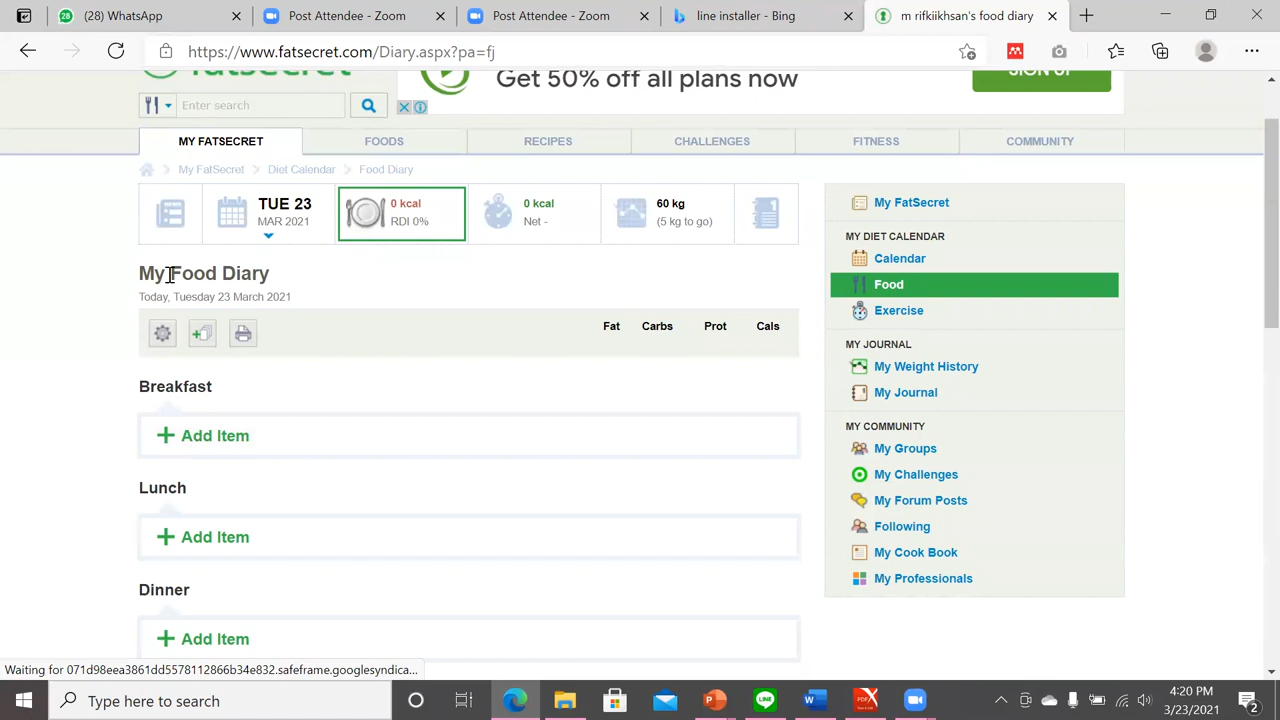 (28) WhatsApp
Post Attendee - Zoom
Post Attendee - Zoom
line installer - Bing
m rifkiikhsan's food diary
https://www.fatsecret.com/Diary.aspx?pa=fj
fatsecret
Get 50% off all plans now
SIGN UP
Enter search
MY FATSECRET
FOODS
RECIPES
CHALLENGES
FITNESS
COMMUNITY
My FatSecret
Diet Calendar
Food Diary
TUE 23
MAR 2021
0 kcal
RDI 0%
0 kcal
Net -
60 kg
(5 kg to go)
My Food Diary
Today, Tuesday 23 March 2021
Fat Carbs Prot Cals
Breakfast
Add Item
Lunch
Add Item
Dinner
Add Item
My FatSecret
MY DIET CALENDAR
Calendar
Food
Exercise
MY JOURNAL
My Weight History
My Journal
MY COMMUNITY
My Groups
My Challenges
My Forum Posts
Following
My Cook Book
My Professionals
Waiting for 071d98eea3861dd5578112866b34e832.safeframe.googlesyndica...
Type here to search
4:20 PM
3/23/2021
2